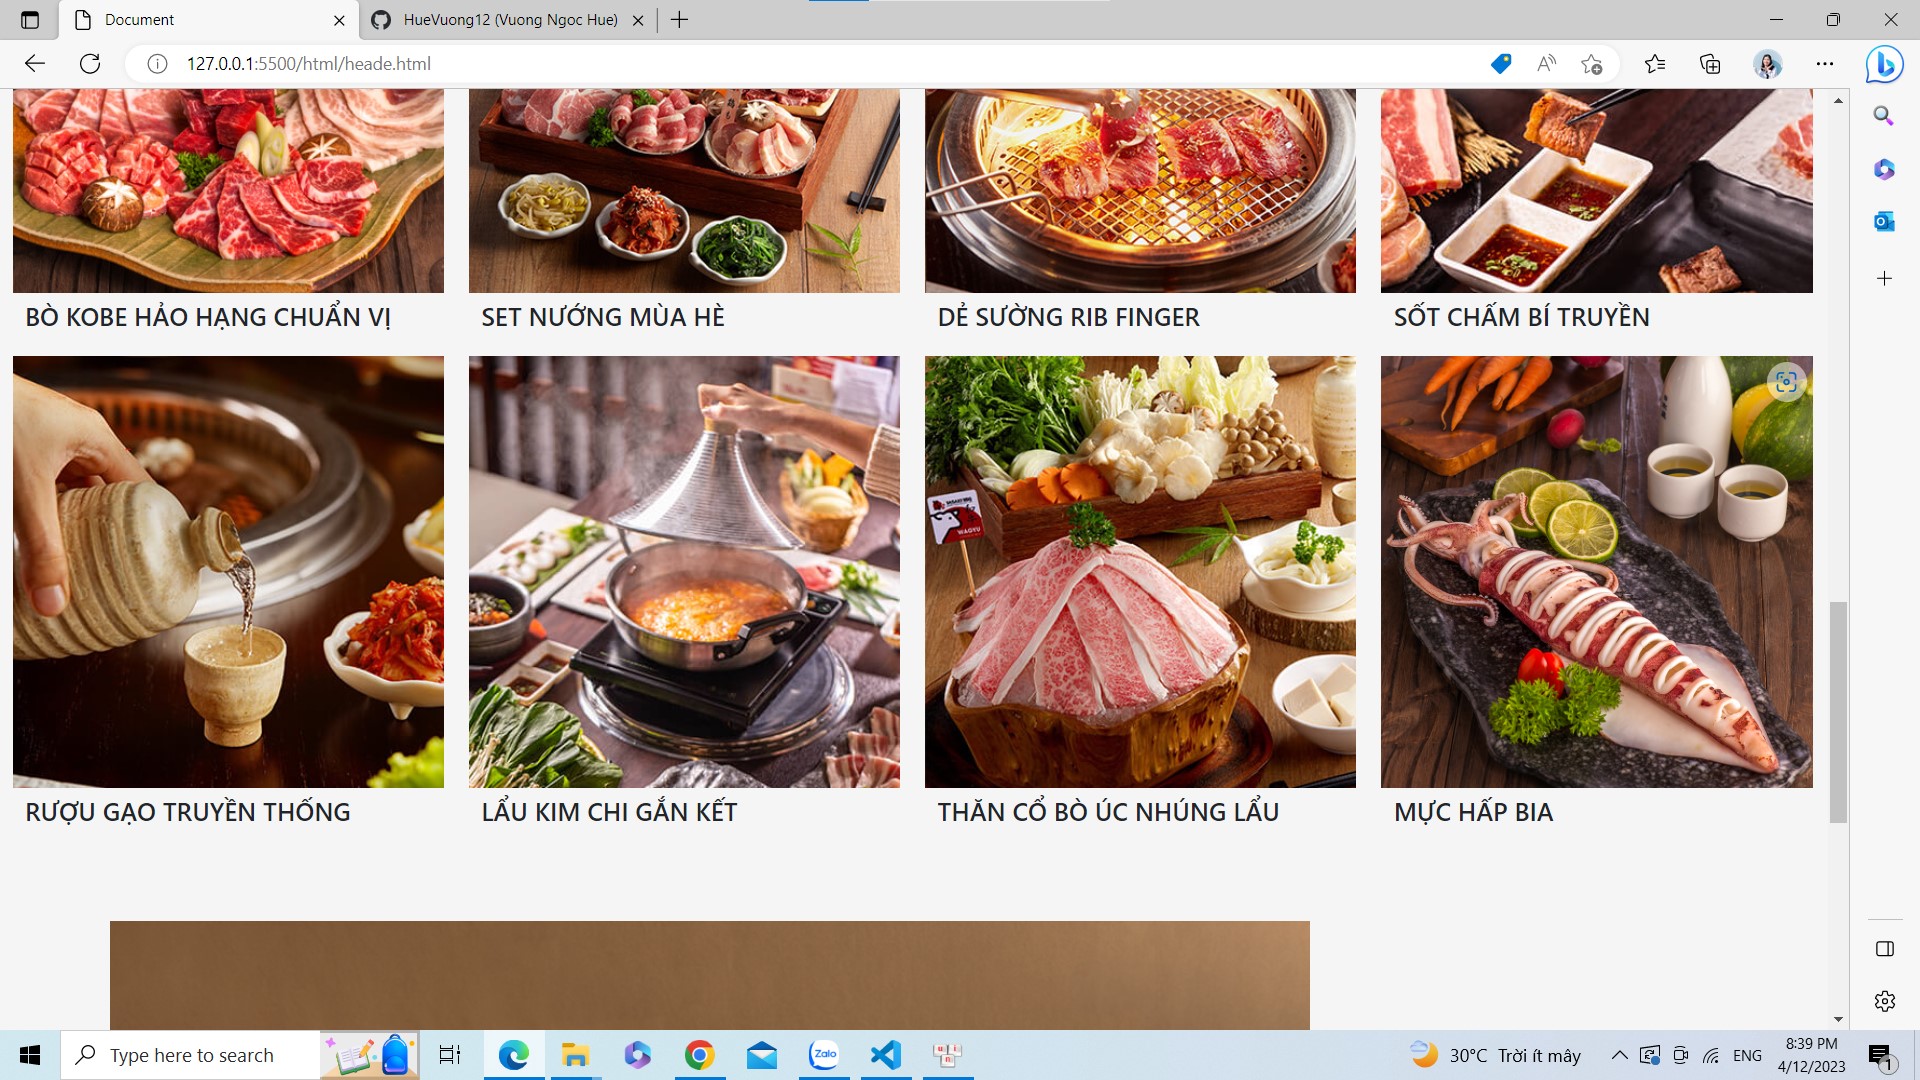 Document
HueVuong12 (Vuong Ngoc Hue)
127.0.0.1:5500/html/heade.html
BÒ KOBE HẢO HẠNG CHUẨN VỊ
SET NƯỚNG MÙA HÈ
DẺ SƯỜNG RIB FINGER
SỐT CHẤM BÍ TRUYỀN
WAGYU
RƯỢU GẠO TRUYỀN THỐNG
LẨU KIM CHI GẮN KẾT
THĂN CỔ BÒ ÚC NHÚNG LẨU
MỰC HẤP BIA
Type here to search
Zalo
30°C Trời ít mây
ENG
8:39 PM
4/12/2023
1